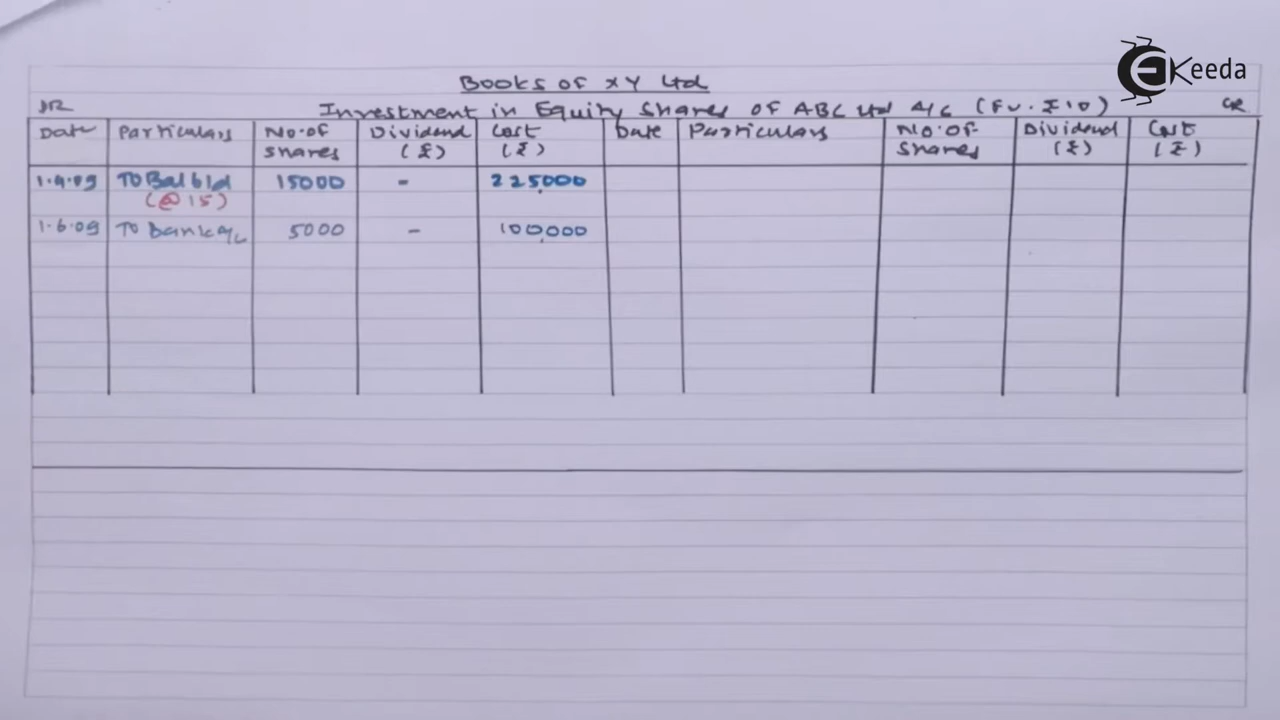 Keeda
Books of XY Ltd
DR
Investment in Equity Shares of ABC Ltd A/c (FV. ₹10)
CR
Date Particulars No. of Shares Dividend (₹) Cost (₹) Date Particulars No. of Shares Dividend (₹) Cost (₹)
1.4.09 To Bal b/d 15000 - 225,000
(@ 15)
1.6.09 To Bank A/c 5000 - 100,000